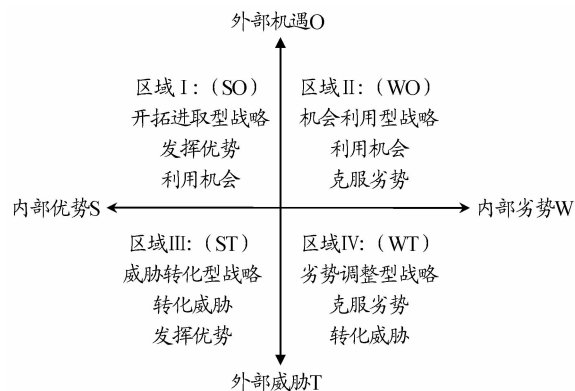 外部机遇O
区域Ⅰ：（SO）
开拓进取型战略
发挥优势
利用机会
区域Ⅱ：（WO）
机会利用型战略
利用机会
克服劣势
内部优势S
内部劣势W
区域Ⅲ：（ST）
威胁转化型战略
转化威胁
发挥优势
区域Ⅳ：（WT）
劣势调整型战略
克服劣势
转化威胁
外部威胁T